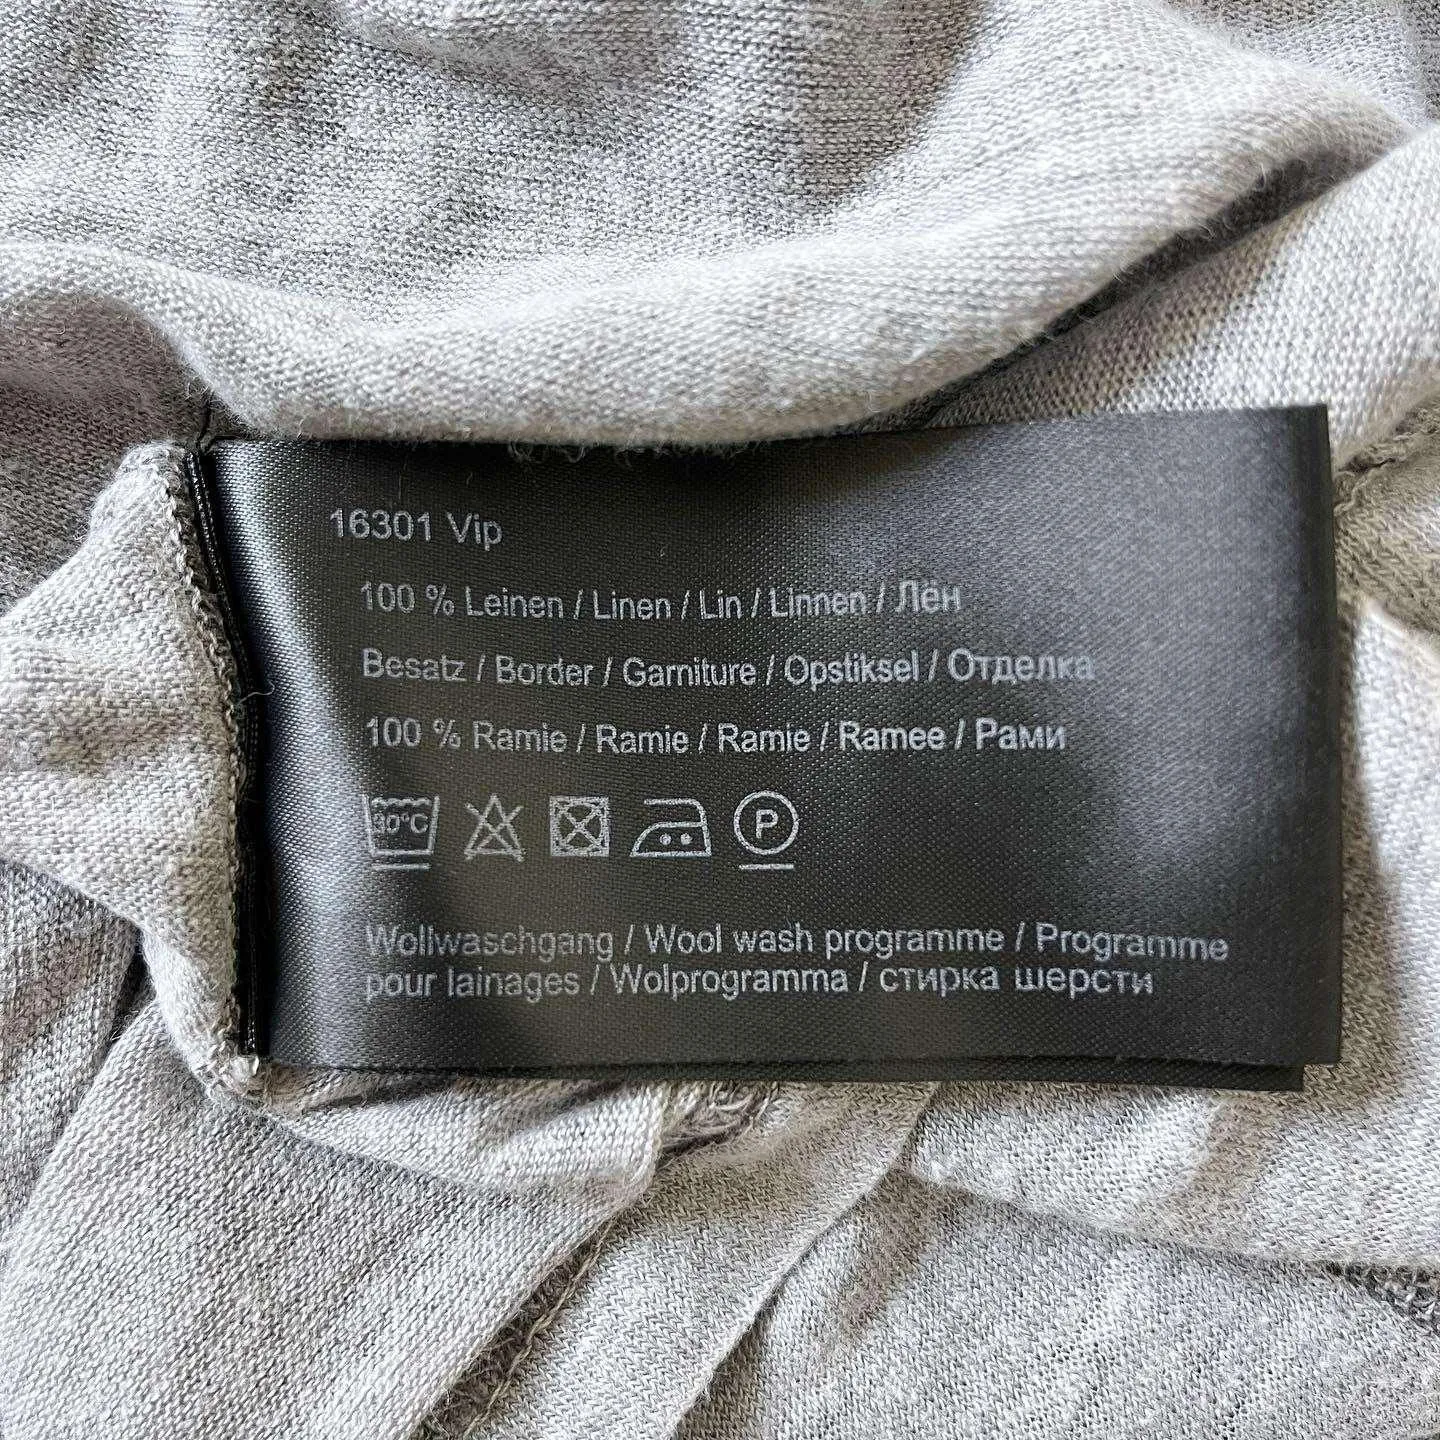 16301 Vip
100 % Leinen / Linen / Lin / Linnen / Лён
Besatz / Border / Garniture / Opstiksel / Отделка
100 % Ramie / Ramie / Ramie / Ramee / Рами
30°C P
Wollwaschgang / Wool wash programme / Programme
pour lainages / Wolprogramma / стирка шерсти